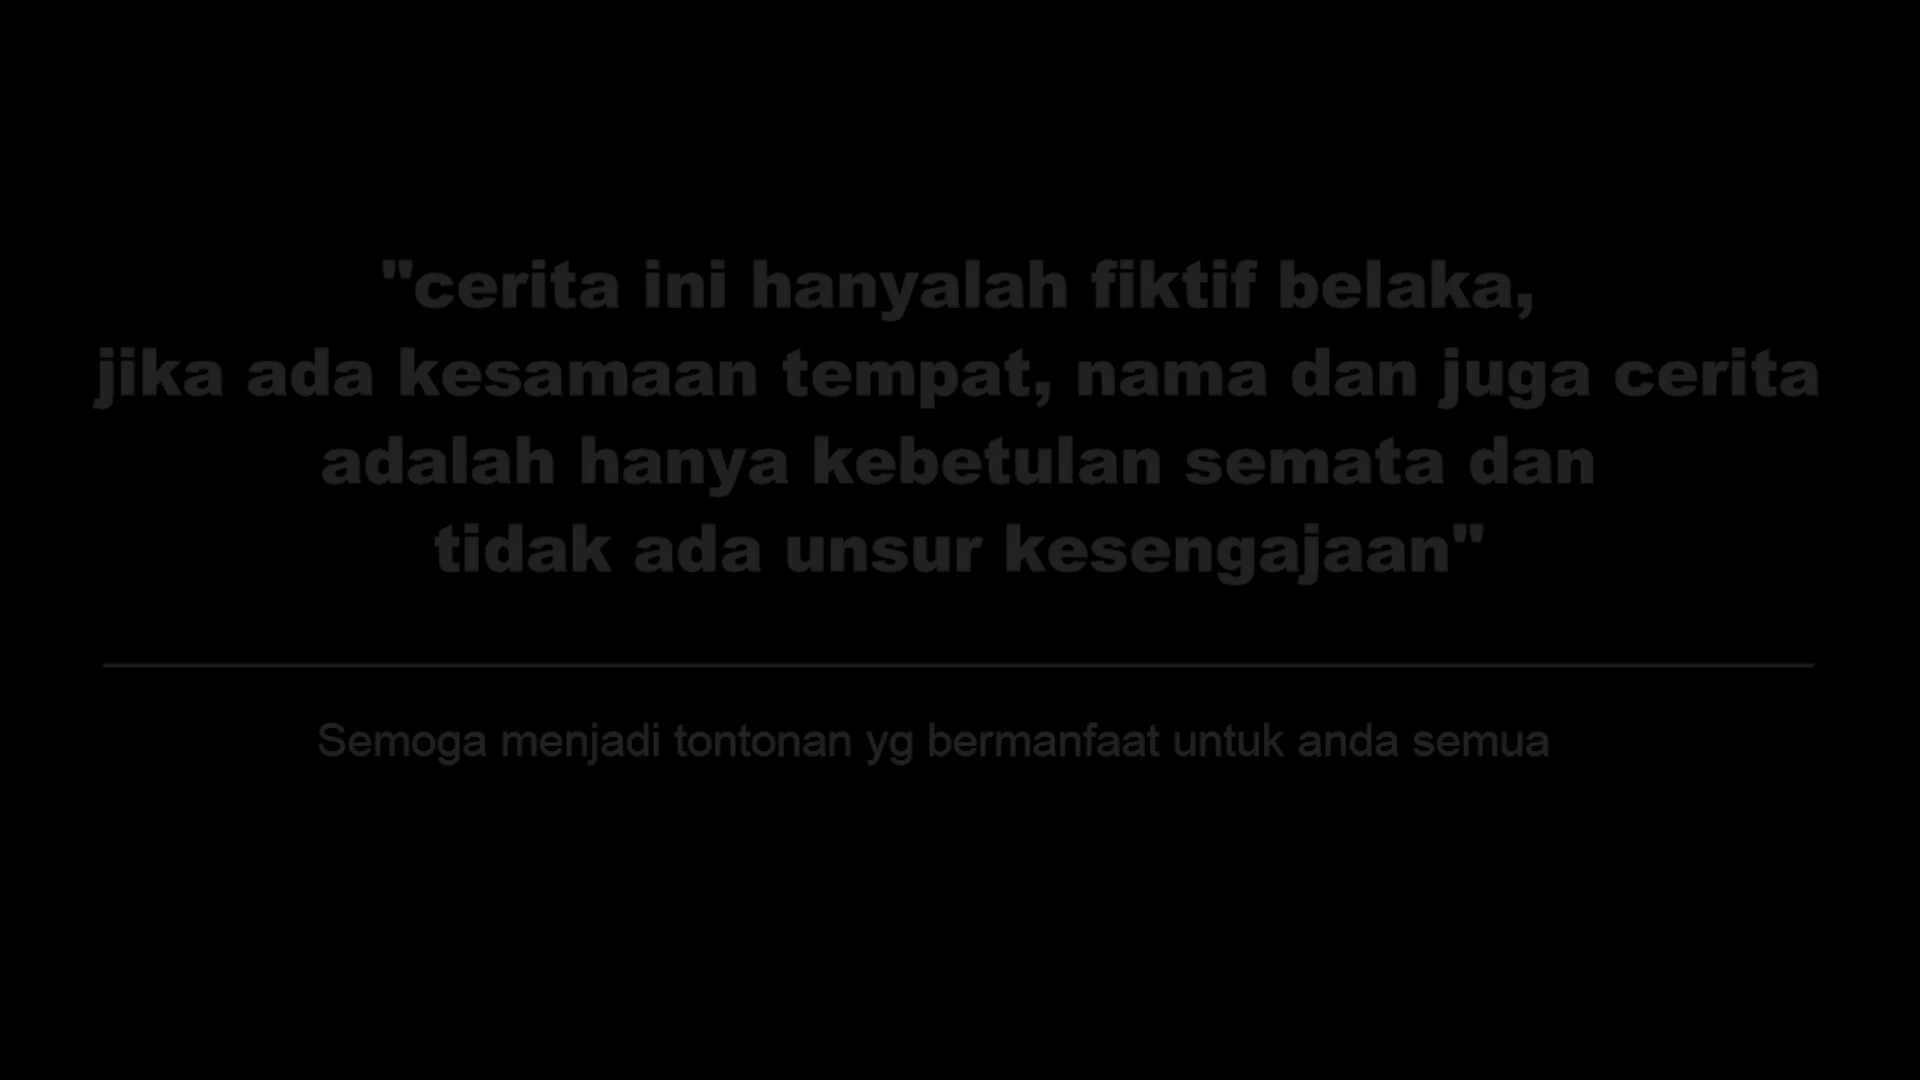 "cerita ini hanyalah fiktif belaka,
jika ada kesamaan tempat, nama dan juga cerita
adalah hanya kebetulan semata dan
tidak ada unsur kesengajaan"
Semoga menjadi tontonan yg bermanfaat untuk anda semua